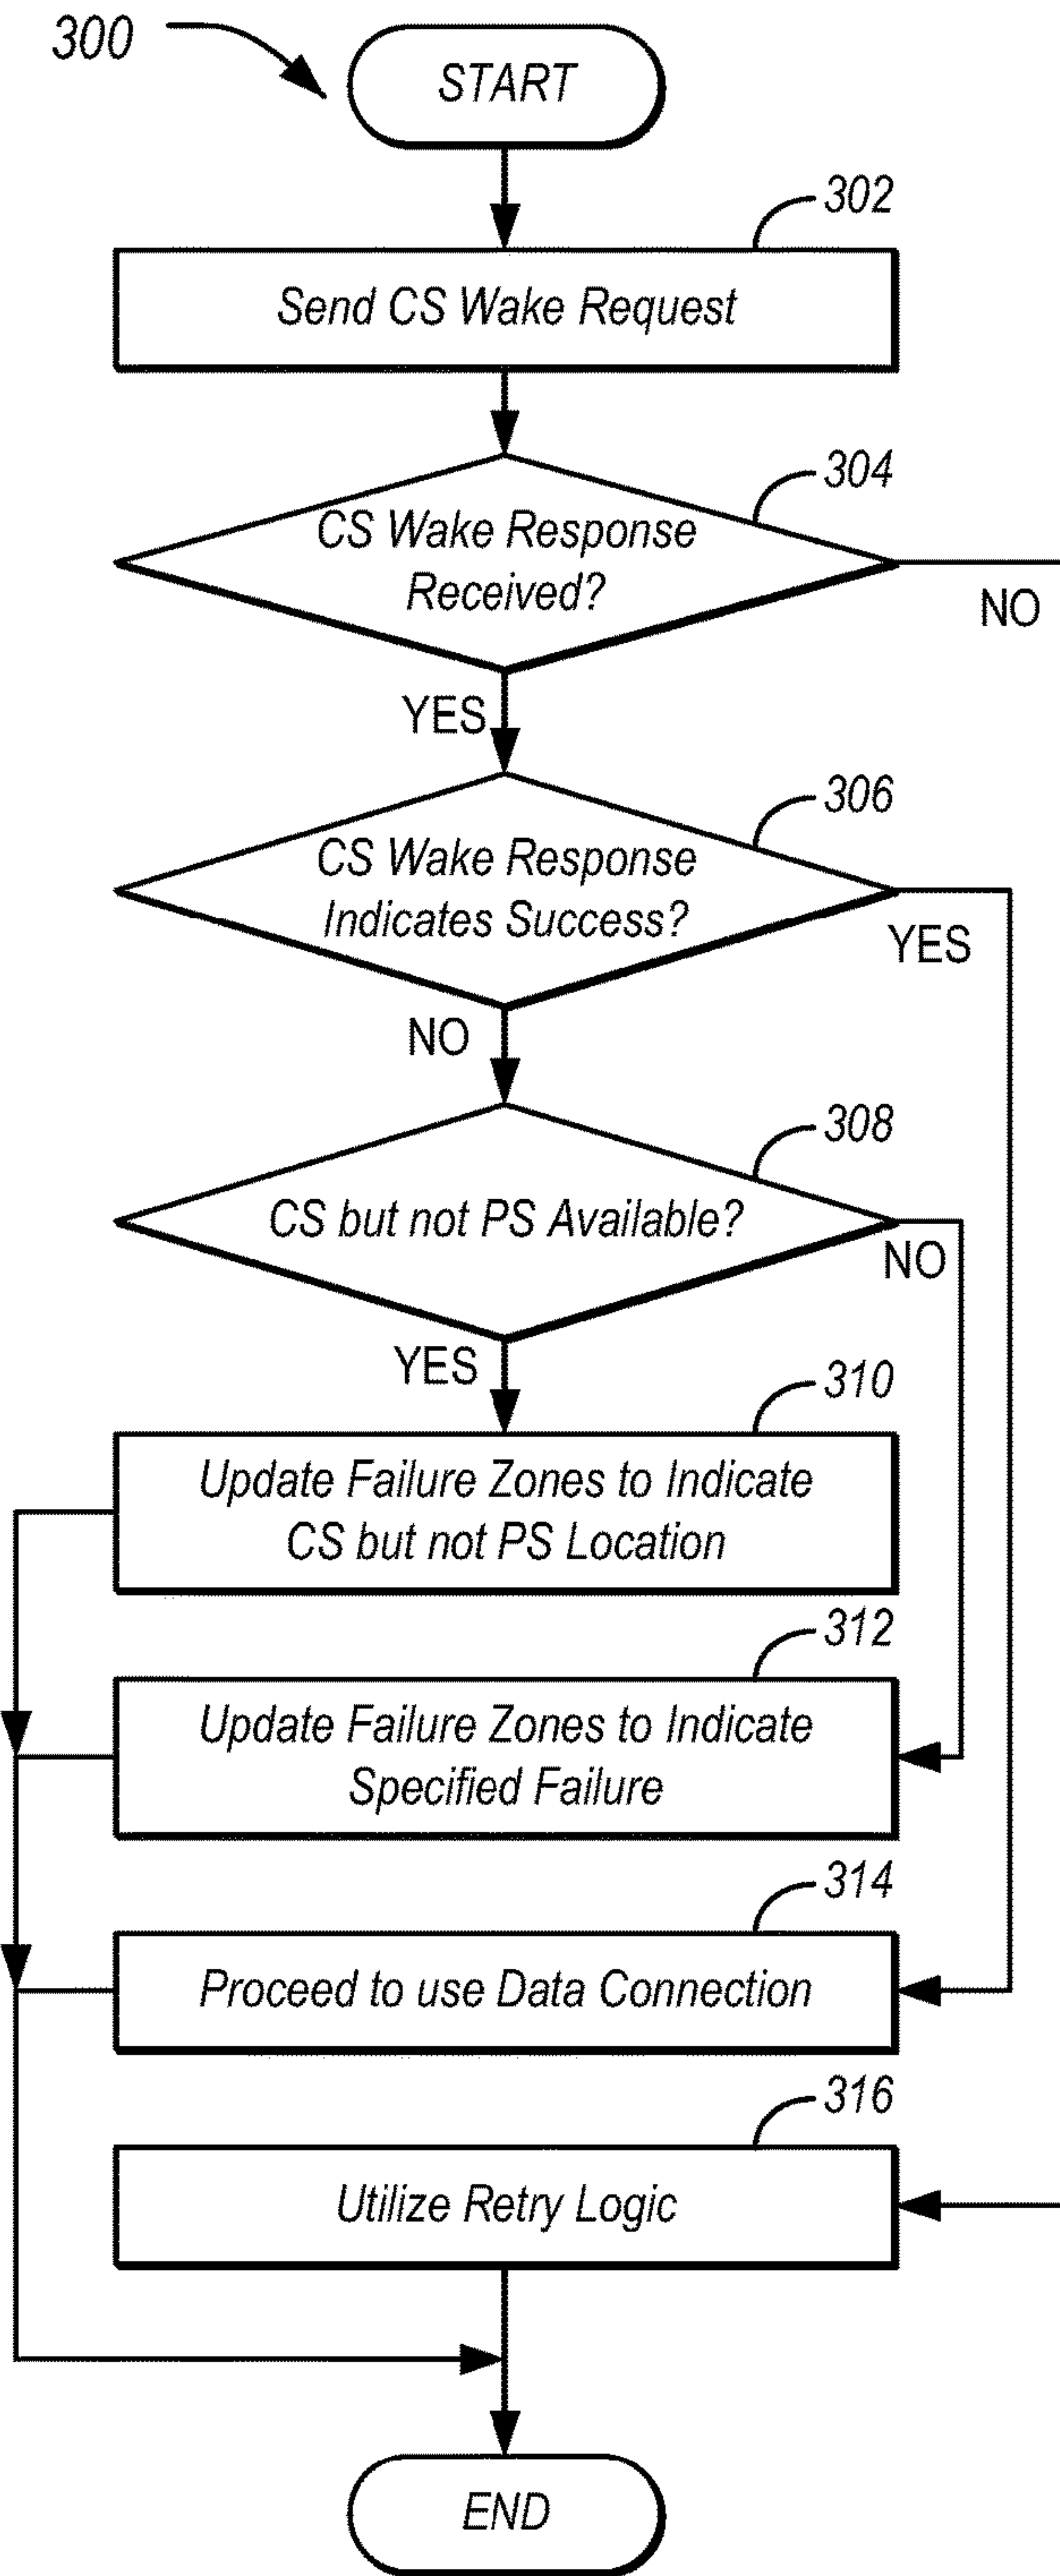 300
START
302
Send CS Wake Request
304
CS Wake Response
Received?
NO
YES
306
CS Wake Response
Indicates Success?
YES
NO
308
CS but not PS Available?
NO
YES
310
Update Failure Zones to Indicate
CS but not PS Location
312
Update Failure Zones to Indicate
Specified Failure
314
Proceed to use Data Connection
316
Utilize Retry Logic
END